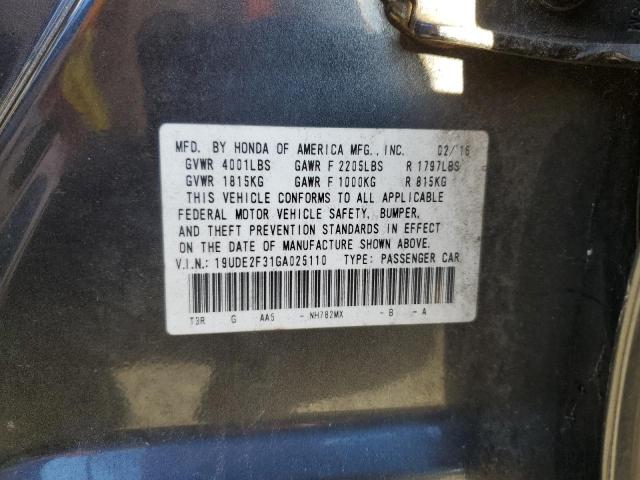 MFD. BY HONDA OF AMERICA MFG., INC. 02/16
GVWR 4001LBS GAWR F 2205LBS R 1797LBS
GVWR 1815KG GAWR F 1000KG R 815KG
THIS VEHICLE CONFORMS TO ALL APPLICABLE
FEDERAL MOTOR VEHICLE SAFETY, BUMPER,
AND THEFT PREVENTION STANDARDS IN EFFECT
ON THE DATE OF MANUFACTURE SHOWN ABOVE.
V.I.N.: 19UDE2F31GA025110 TYPE: PASSENGER CAR
T3R G AA5 - NH782MX - B - A